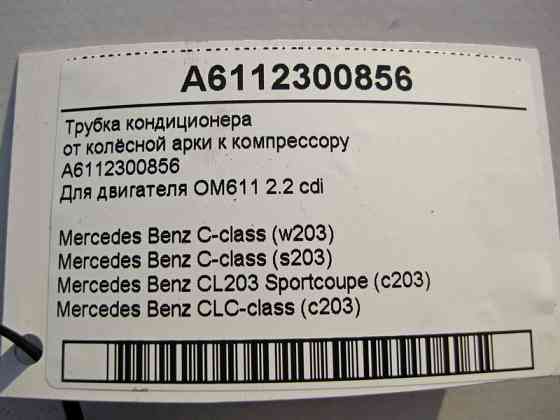 A6112300856
Трубка кондиционера
от колёсной арки к компрессору
A6112300856
Для двигателя OM611 2.2 cdi
Mercedes Benz C-class (w203)
Mercedes Benz C-class (s203)
Mercedes Benz CL203 Sportcoupe (c203)
Mercedes Benz CLC-class (c203)